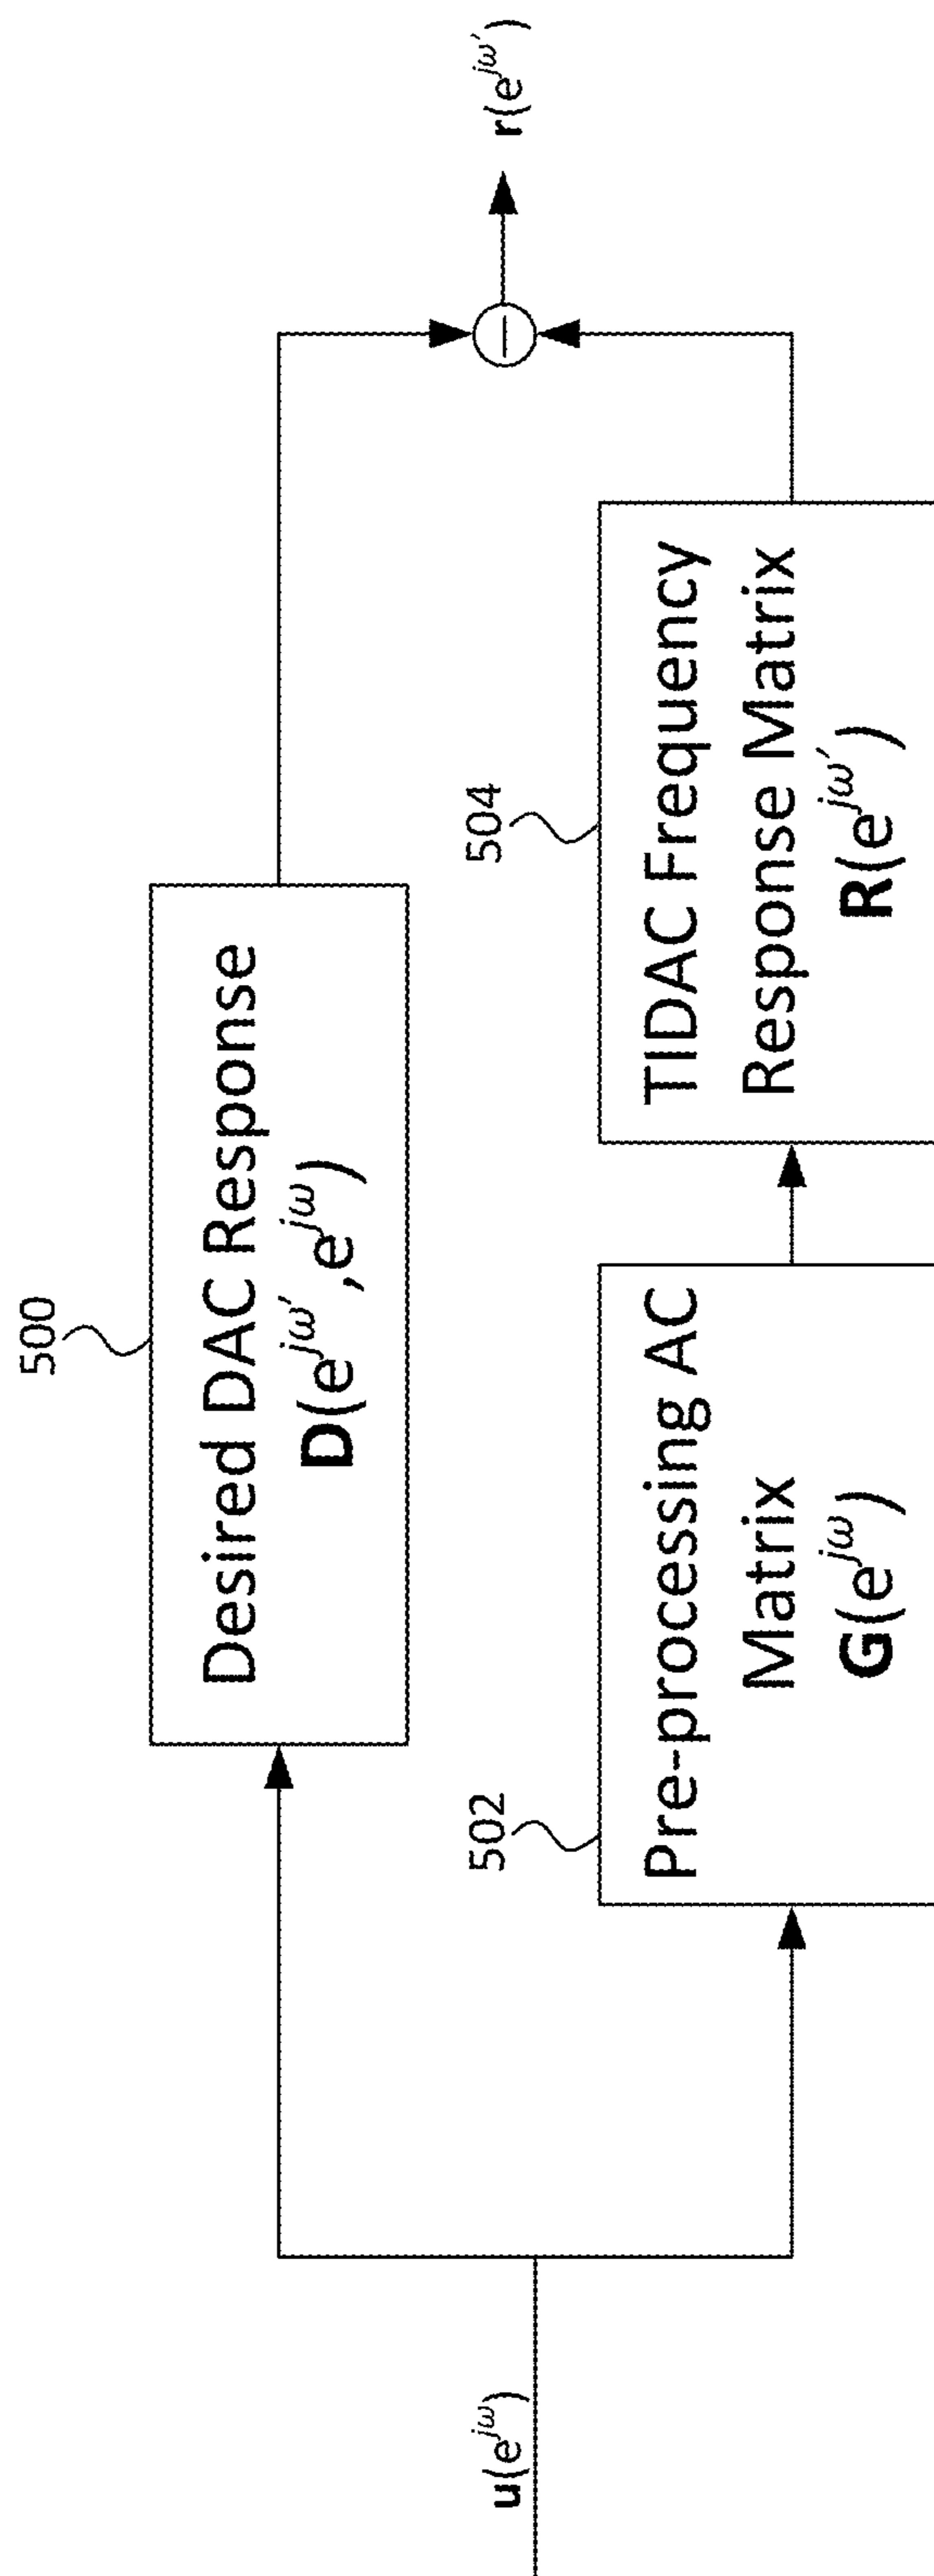 u(e^jω)
500
Desired DAC Response
D(e^jω',e^jω)
502
Pre-processing AC
Matrix
G(e^jω)
504
TIDAC Frequency
Response Matrix
R(e^jω')
r(e^jω')